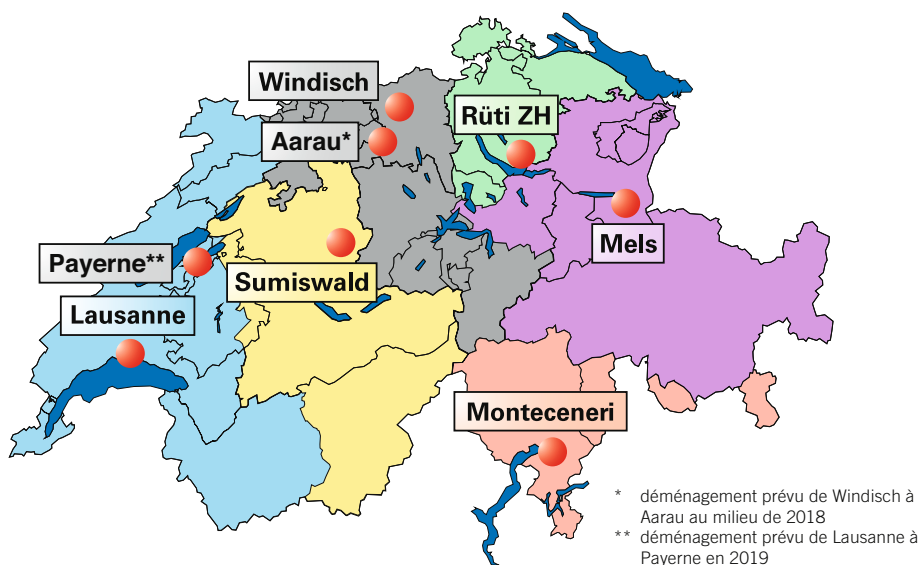 Windisch
Aarau*
Rüti ZH
Mels
Payerne**
Sumiswald
Lausanne
Monteceneri
* déménagement prévu de Windisch à
Aarau au milieu de 2018
** déménagement prévu de Lausanne à
Payerne en 2019